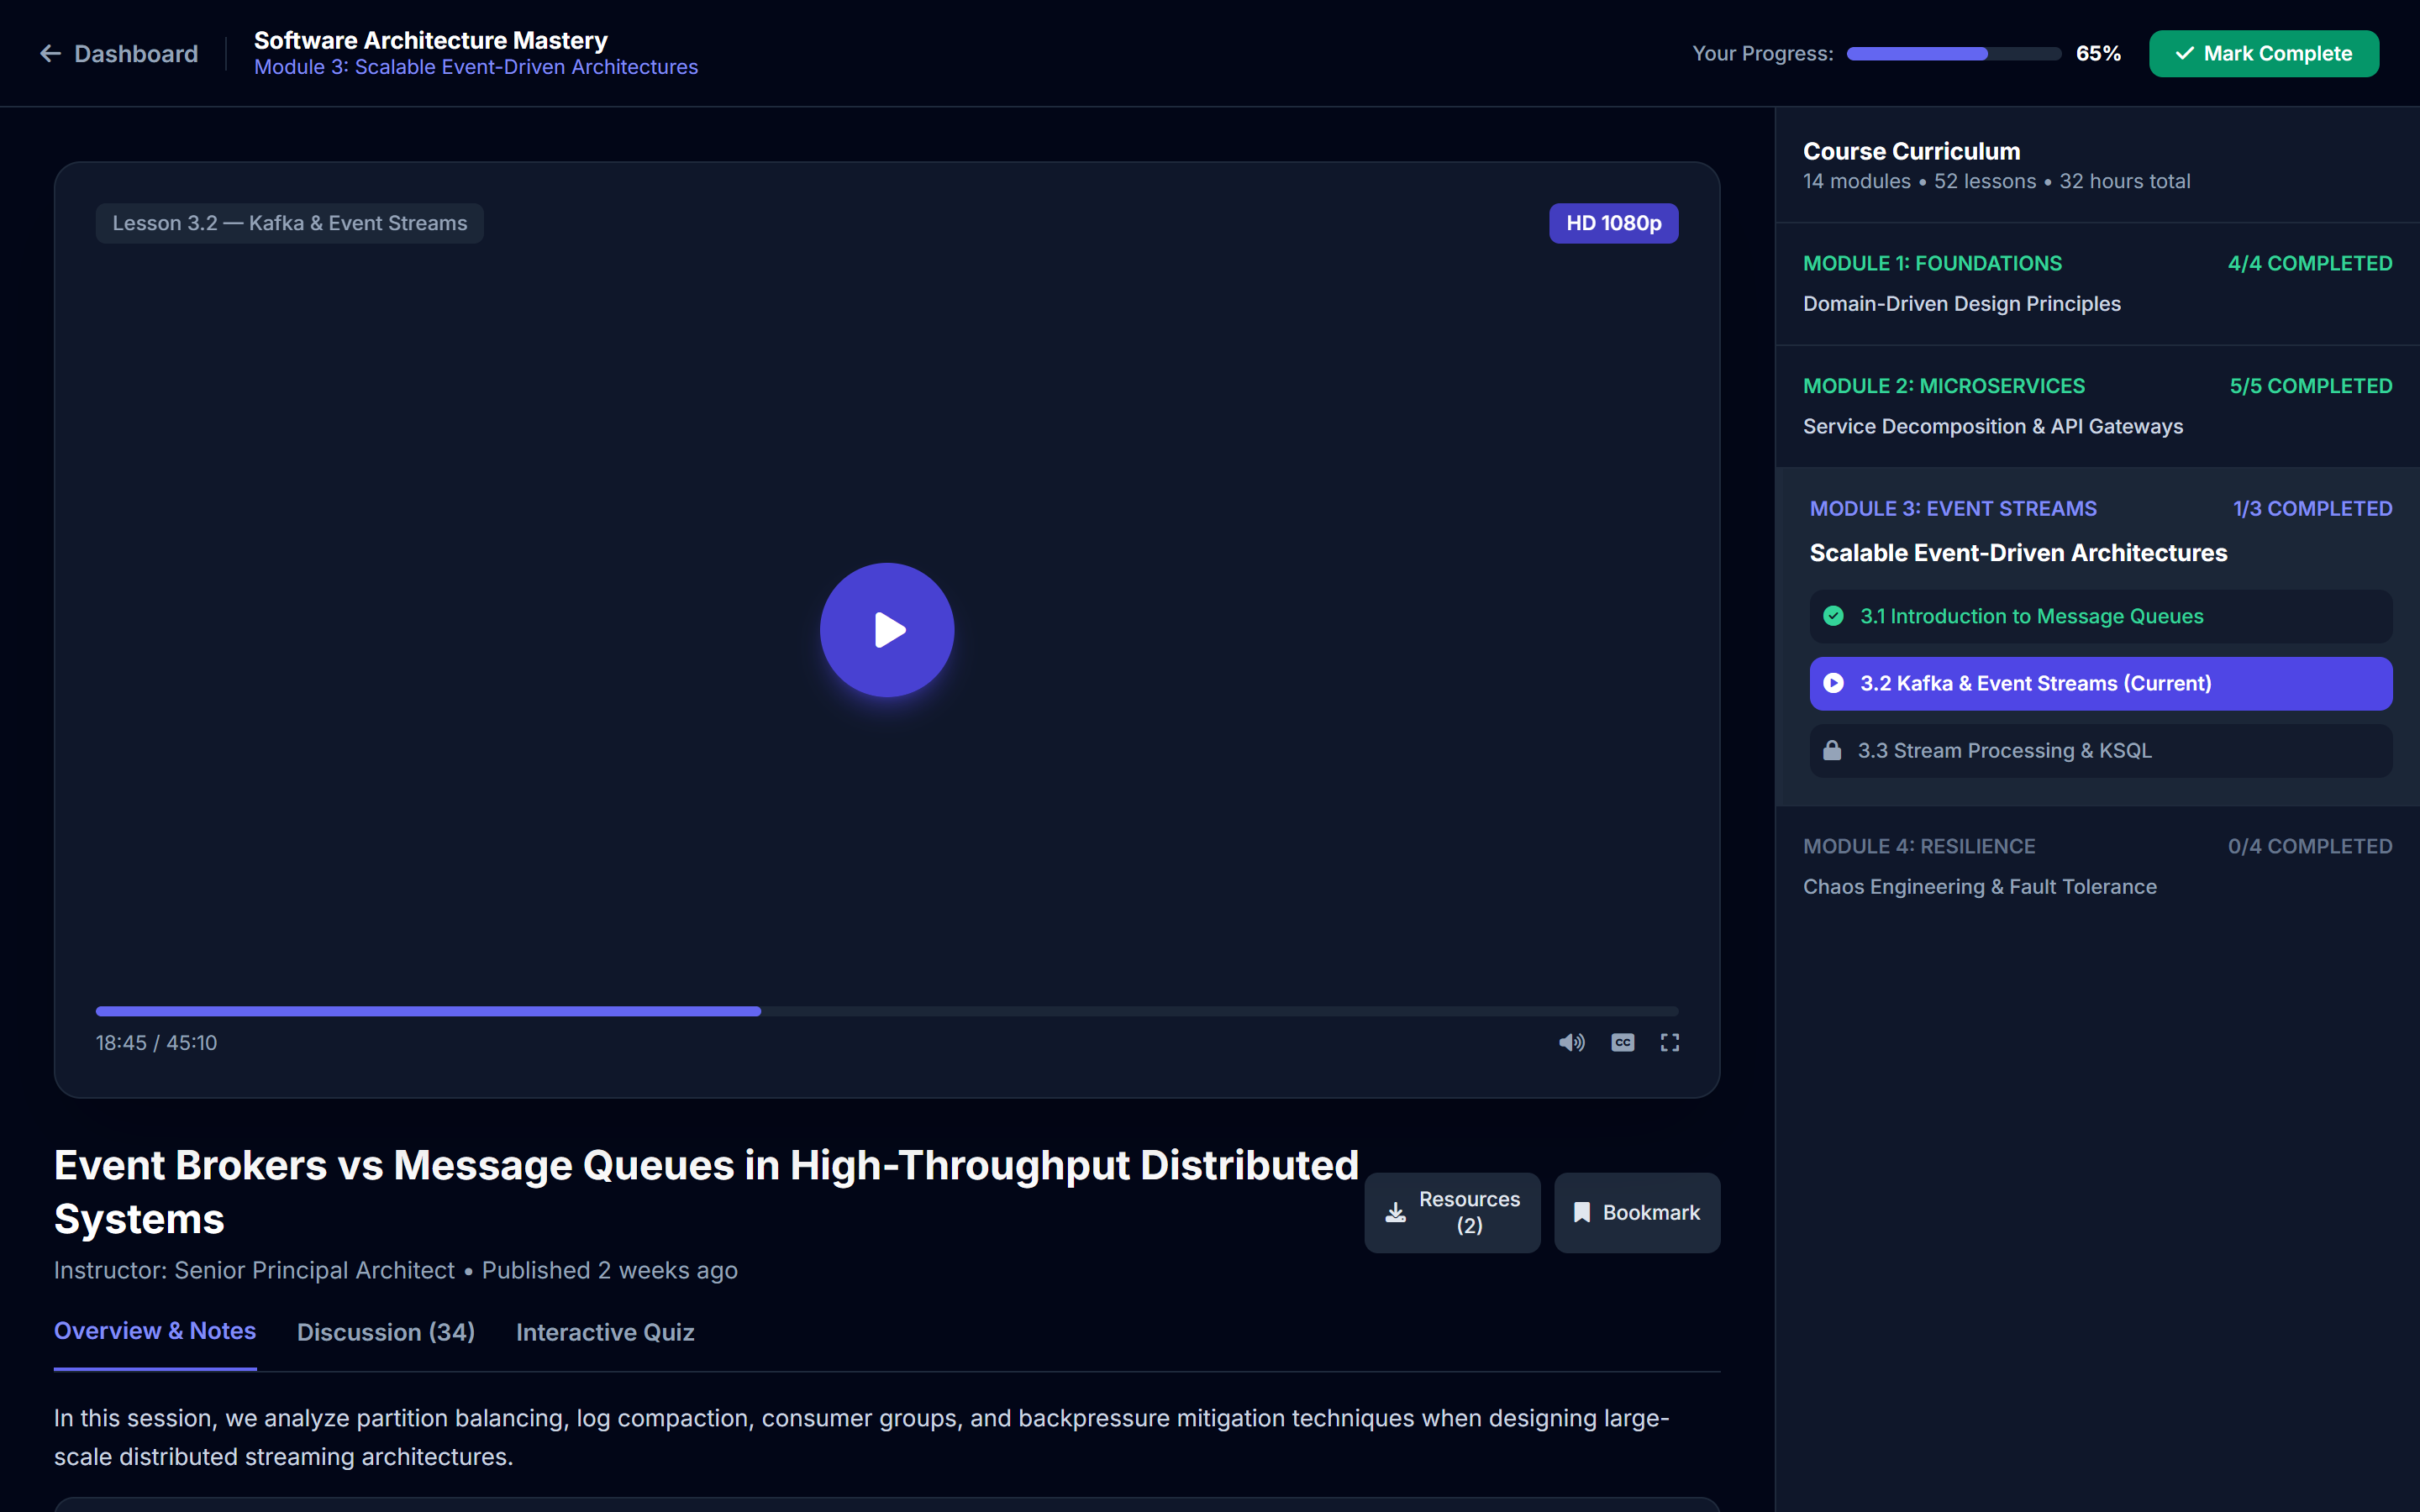 Dashboard
Software Architecture Mastery
Module 3: Scalable Event-Driven Architectures
Your Progress:
65%
Mark Complete
Lesson 3.2 — Kafka & Event Streams
HD 1080p
18:45 / 45:10
CC
Event Brokers vs Message Queues in High-Throughput Distributed
Systems
Instructor: Senior Principal Architect • Published 2 weeks ago
Resources
(2)
Bookmark
Overview & Notes
Discussion (34)
Interactive Quiz
In this session, we analyze partition balancing, log compaction, consumer groups, and backpressure mitigation techniques when designing large-
scale distributed streaming architectures.
Course Curriculum
14 modules • 52 lessons • 32 hours total
MODULE 1: FOUNDATIONS
4/4 COMPLETED
Domain-Driven Design Principles
MODULE 2: MICROSERVICES
5/5 COMPLETED
Service Decomposition & API Gateways
MODULE 3: EVENT STREAMS
1/3 COMPLETED
Scalable Event-Driven Architectures
3.1 Introduction to Message Queues
3.2 Kafka & Event Streams (Current)
3.3 Stream Processing & KSQL
MODULE 4: RESILIENCE
0/4 COMPLETED
Chaos Engineering & Fault Tolerance